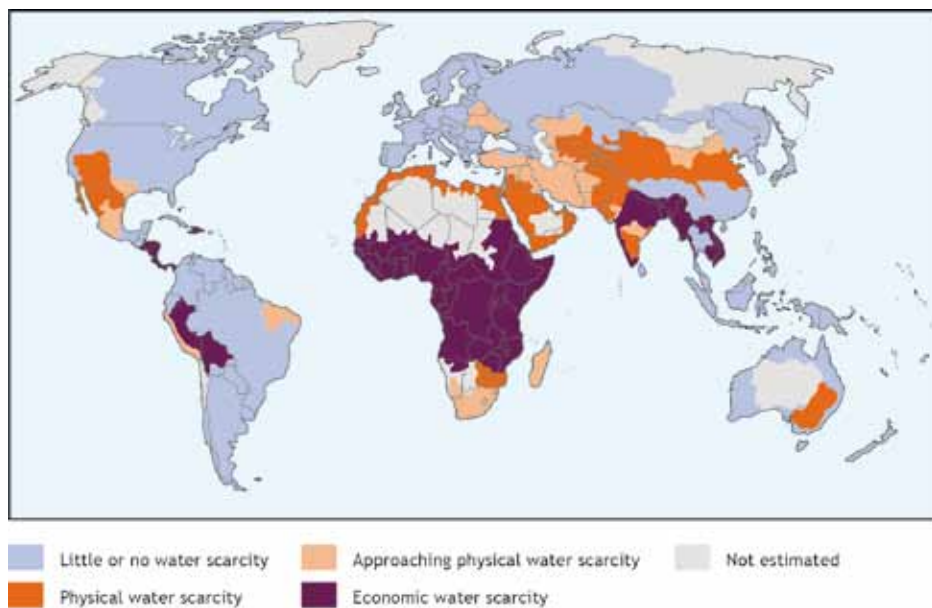 Little or no water scarcity
Approaching physical water scarcity
Not estimated
Physical water scarcity
Economic water scarcity